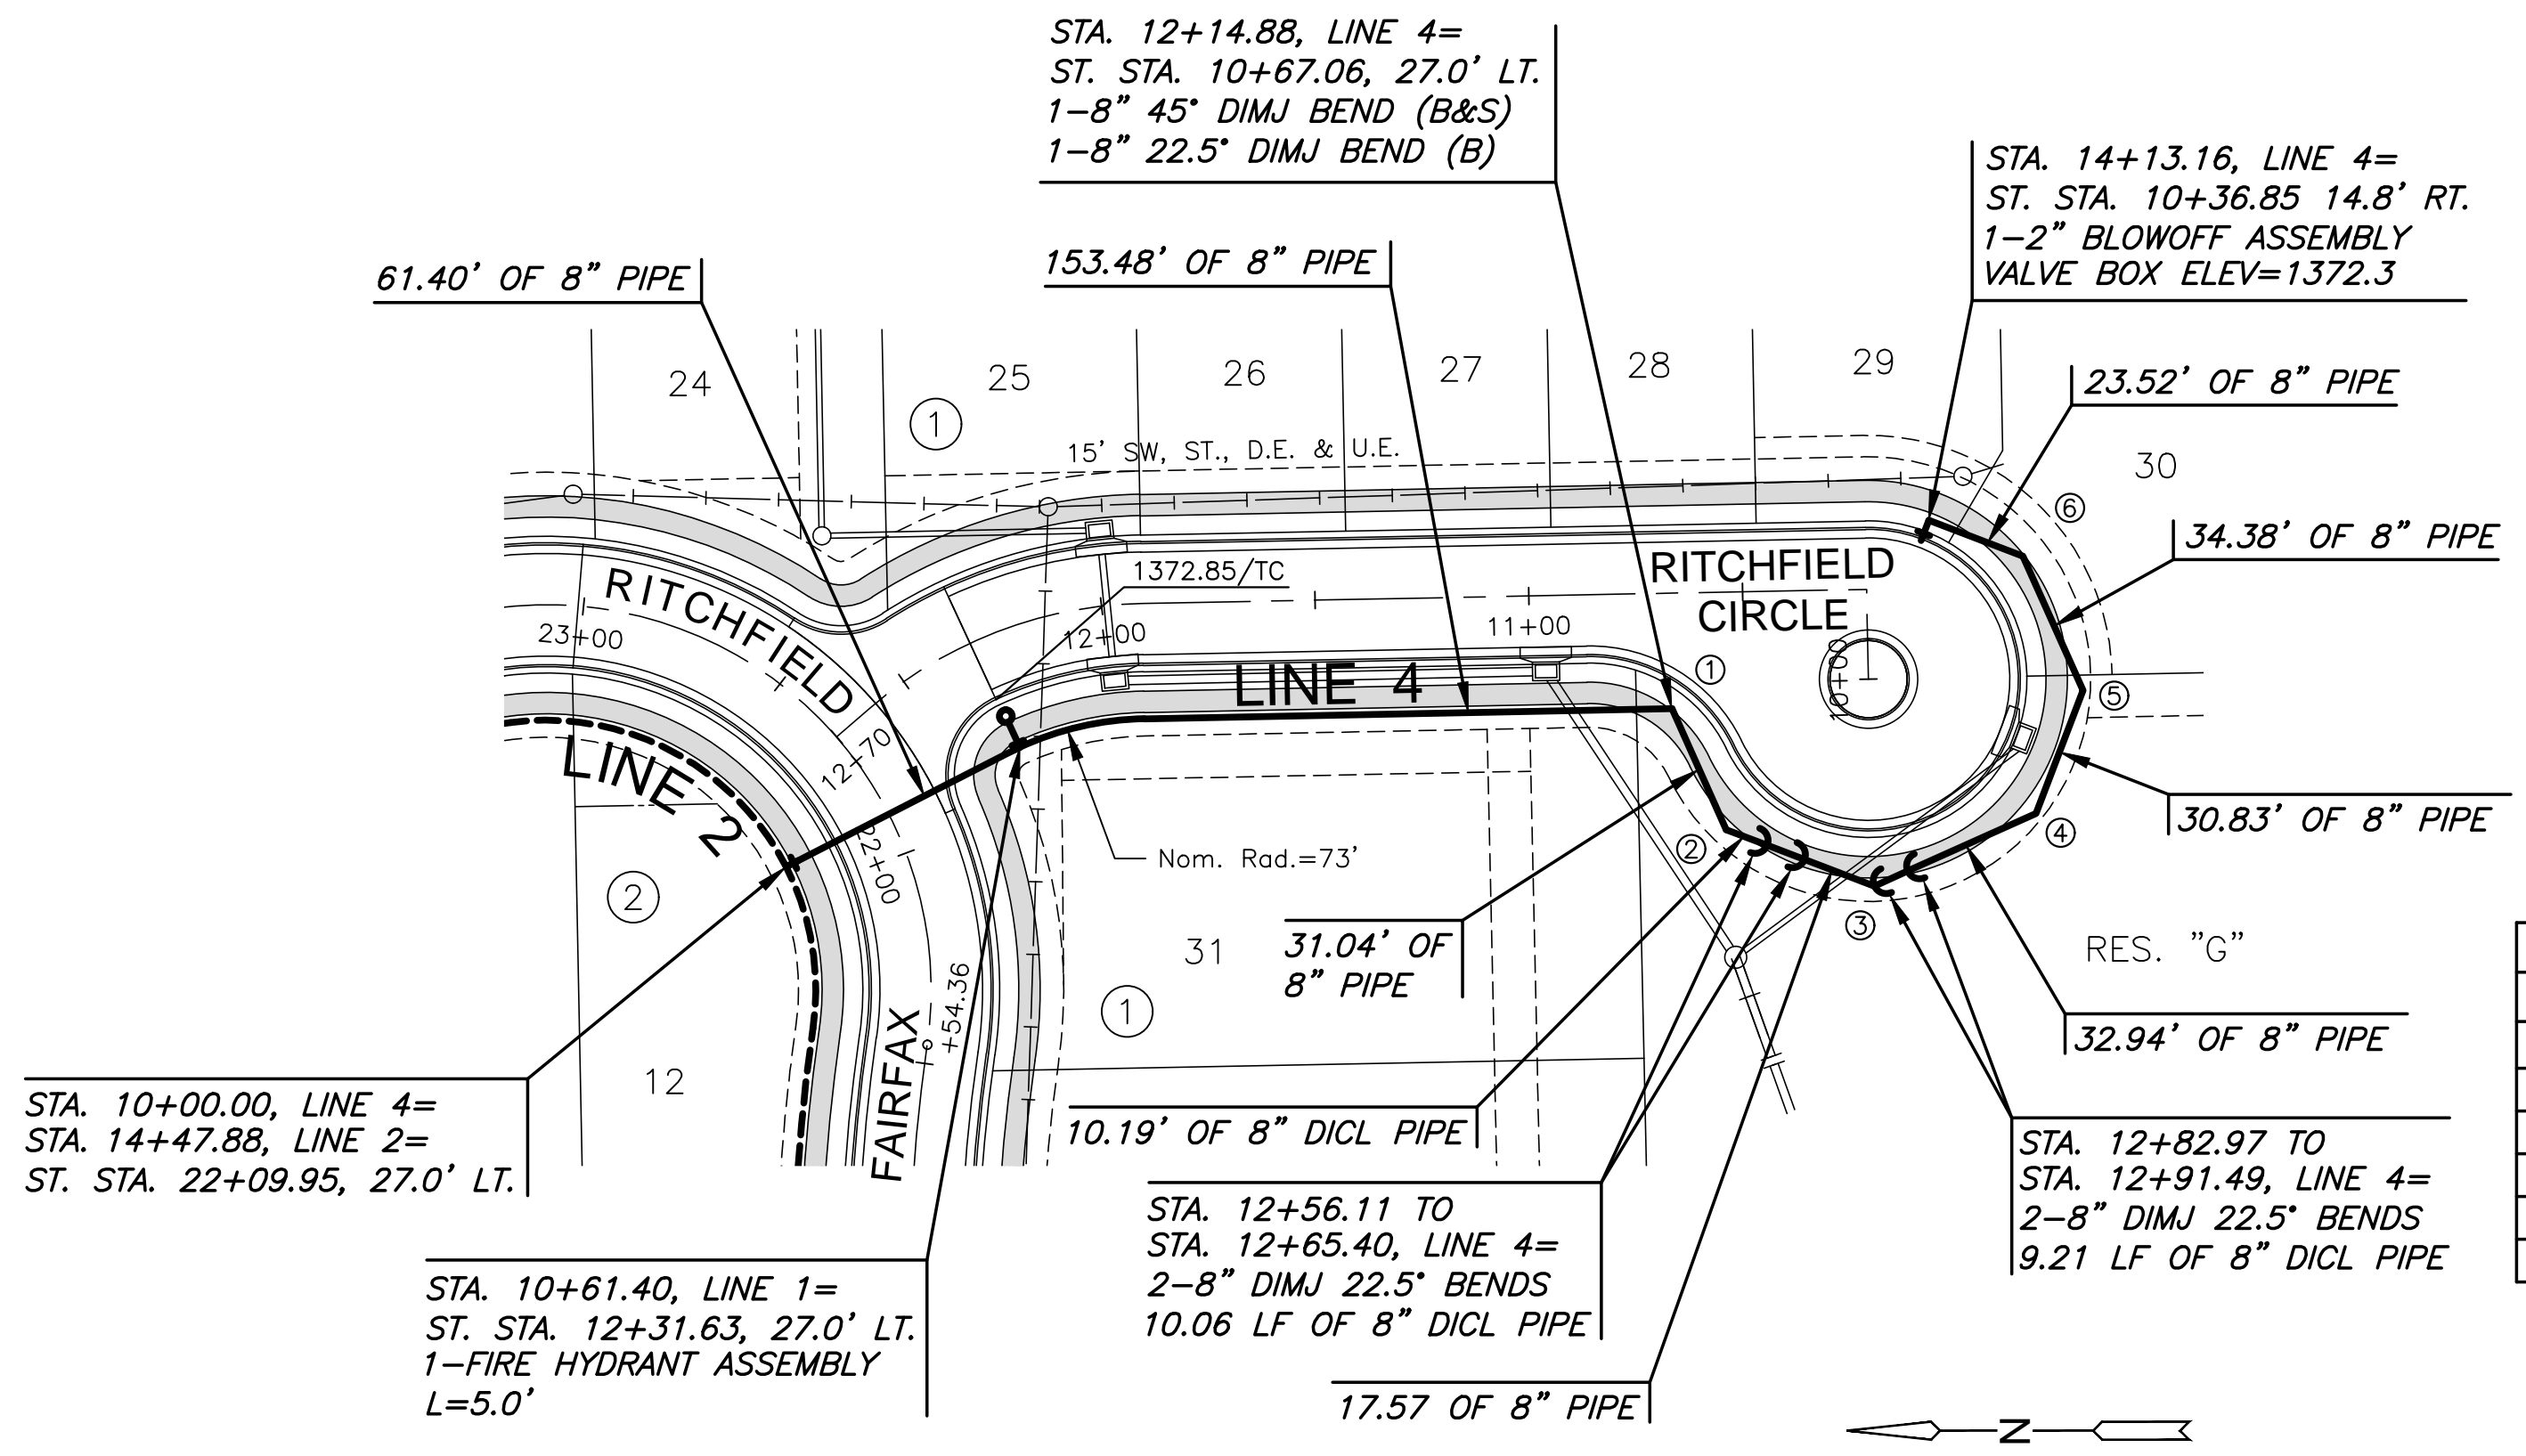 STA. 12+14.88, LINE 4=
ST. STA. 10+67.06, 27.0' LT.
1-8" 45° DIMJ BEND (B&S)
1-8" 22.5° DIMJ BEND (B)
STA. 14+13.16, LINE 4=
ST. STA. 10+36.85 14.8' RT.
1-2" BLOWOFF ASSEMBLY
VALVE BOX ELEV=1372.3
61.40' OF 8" PIPE
153.48' OF 8" PIPE
23.52' OF 8" PIPE
34.38' OF 8" PIPE
24
25
26
27
28
29
30
1
15' SW, ST., D.E. & U.E.
6
1372.85/TC
RITCHFIELD
CIRCLE
RITCHFIELD
23+00
12+00
11+00
10+00
LINE 4
1
5
LINE 2
12+70
22+00
Nom. Rad.=73'
2
3
4
30.83' OF 8" PIPE
2
31
1
31.04' OF
8" PIPE
RES. "G"
+54.36
FAIRFAX
12
32.94' OF 8" PIPE
STA. 10+00.00, LINE 4=
STA. 14+47.88, LINE 2=
ST. STA. 22+09.95, 27.0' LT.
10.19' OF 8" DICL PIPE
STA. 12+82.97 TO
STA. 12+91.49, LINE 4=
2-8" DIMJ 22.5° BENDS
9.21 LF OF 8" DICL PIPE
STA. 12+56.11 TO
STA. 12+65.40, LINE 4=
2-8" DIMJ 22.5° BENDS
10.06 LF OF 8" DICL PIPE
STA. 10+61.40, LINE 1=
ST. STA. 12+31.63, 27.0' LT.
1-FIRE HYDRANT ASSEMBLY
L=5.0'
17.57 OF 8" PIPE
N